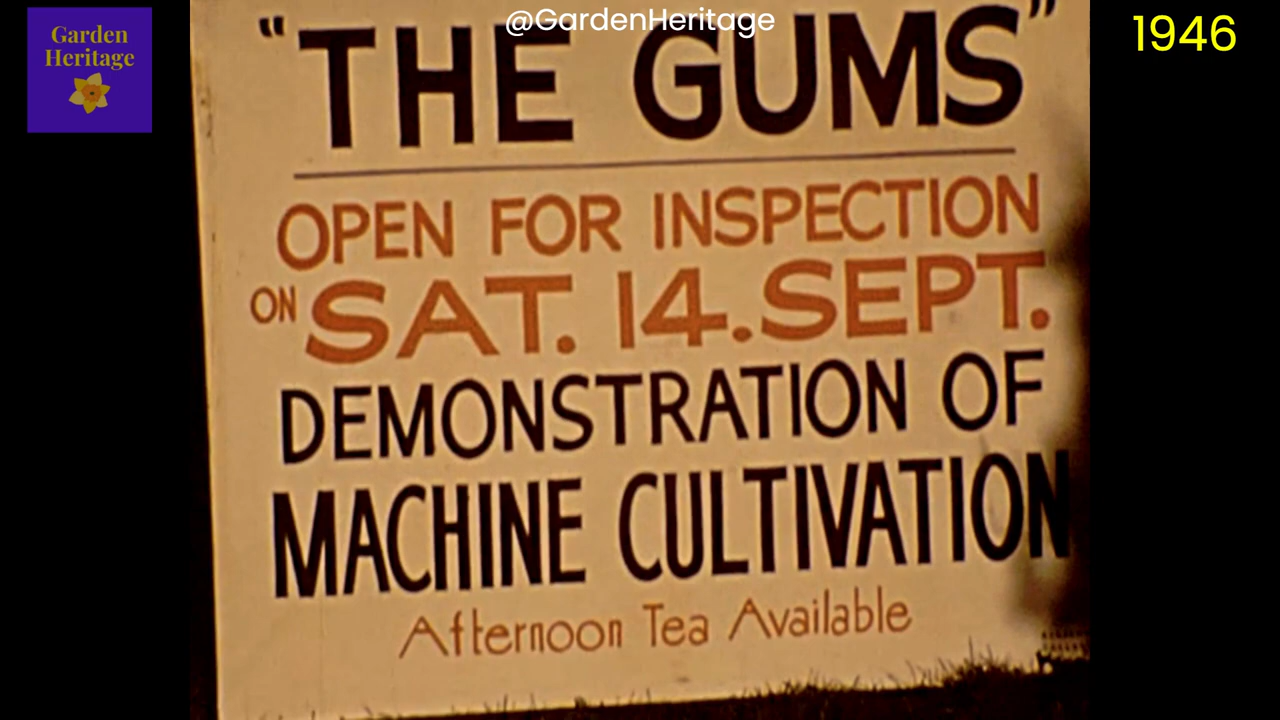 Garden
Heritage
@GardenHeritage
1946
"THE GUMS"
OPEN FOR INSPECTION
ON SAT. 14. SEPT.
DEMONSTRATION OF
MACHINE CULTIVATION
Afternoon Tea Available